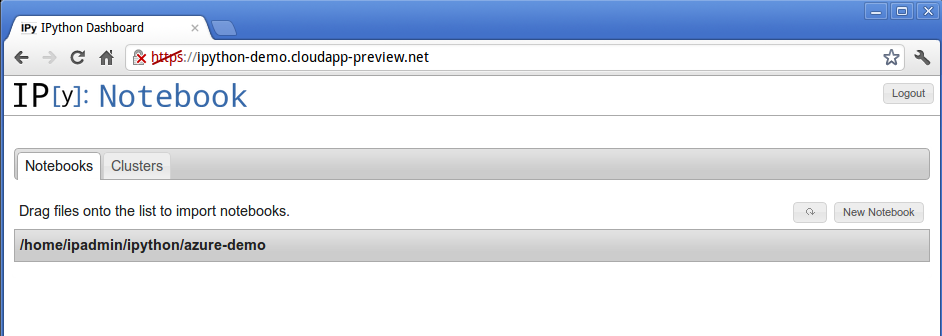 IPy IPython Dashboard
https://ipython-demo.cloudapp-preview.net
IP[y]: Notebook
Logout
Notebooks Clusters
Drag files onto the list to import notebooks.
New Notebook
/home/ipadmin/ipython/azure-demo